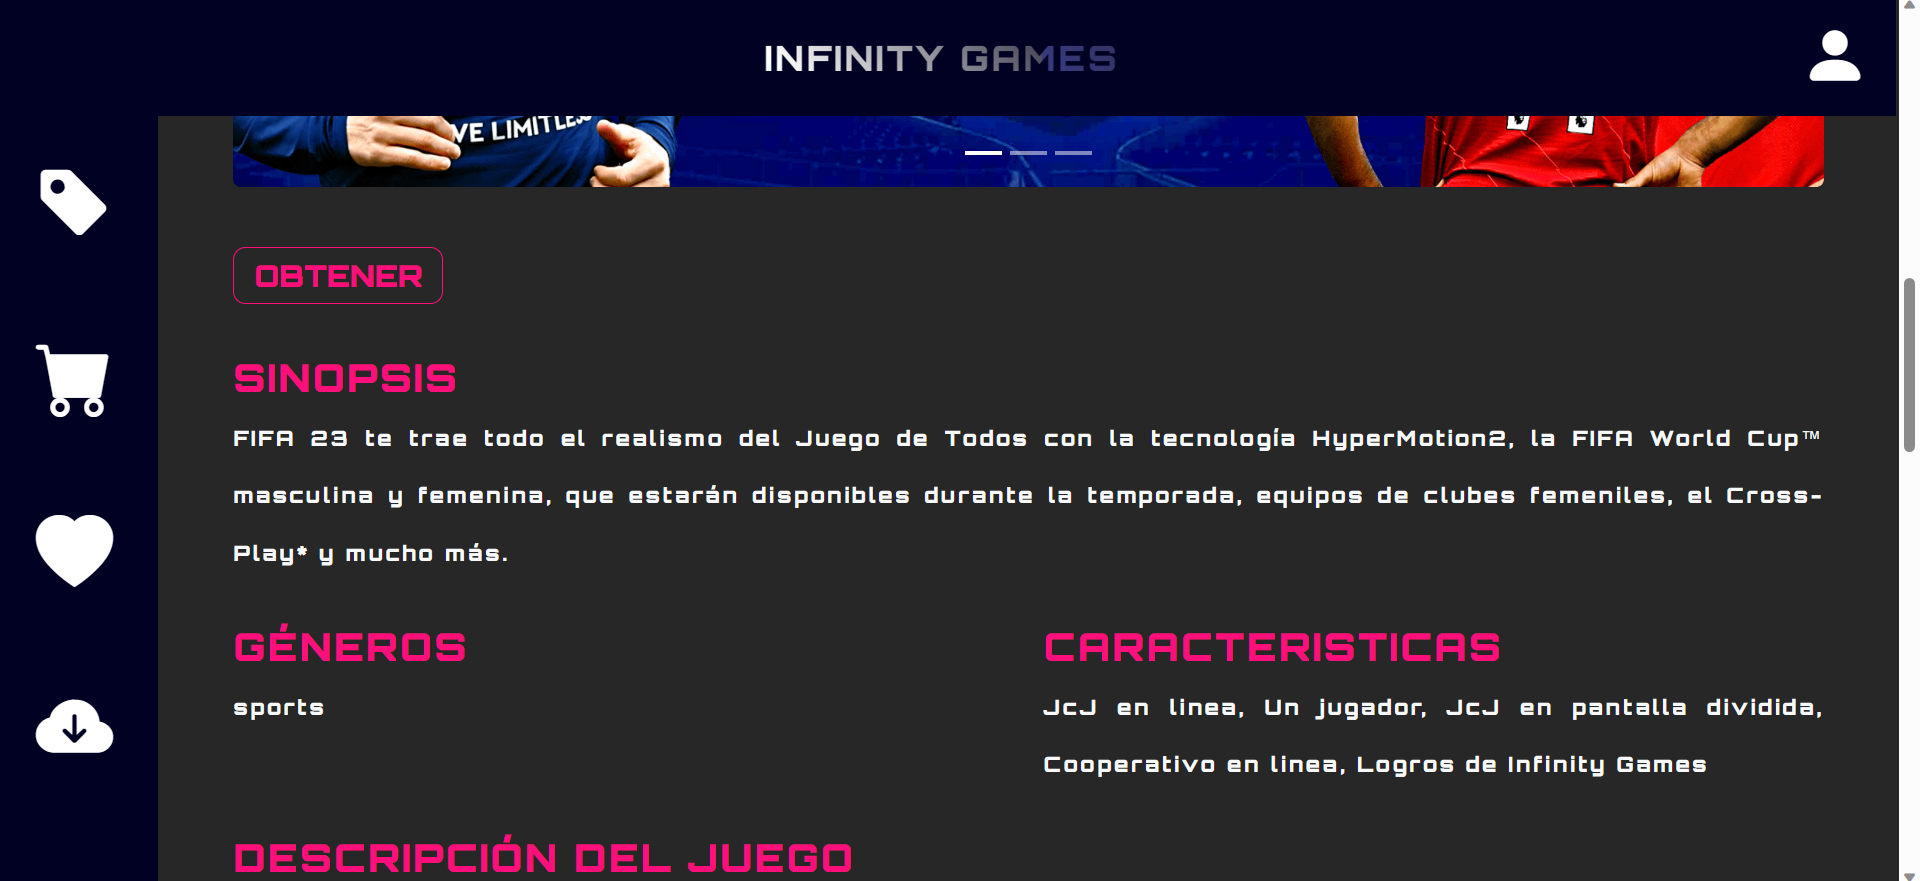 INFINITY GAMES
VE LIMITLESS
OBTENER
SINOPSIS
FIFA 23 te trae todo el realismo del Juego de Todos con la tecnología HyperMotion2, la FIFA World Cup™
masculina y femenina, que estarán disponibles durante la temporada, equipos de clubes femeniles, el Cross-
Play* y mucho más.
GÉNEROS
sports
CARACTERISTICAS
JcJ en linea, Un jugador, JcJ en pantalla dividida,
Cooperativo en linea, Logros de Infinity Games
DESCRIPCIÓN DEL JUEGO